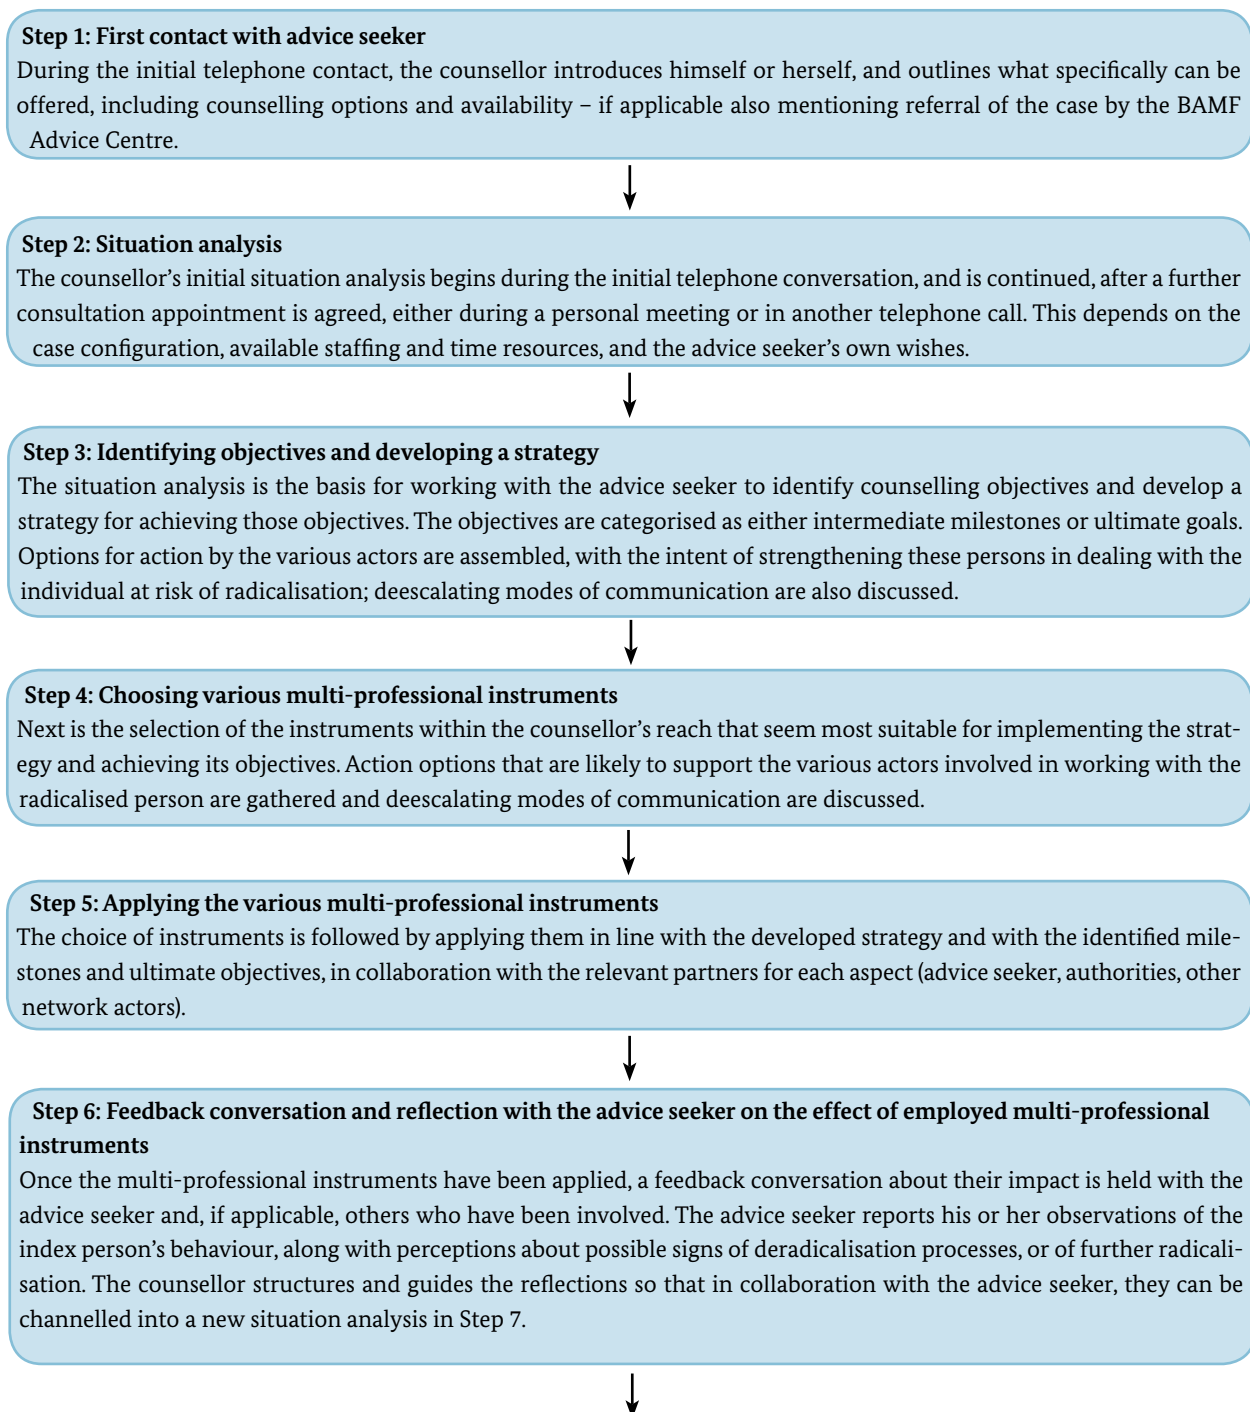 Step 1: First contact with advice seeker
During the initial telephone contact, the counsellor introduces himself or herself, and outlines what specifically can be
offered, including counselling options and availability – if applicable also mentioning referral of the case by the BAMF
Advice Centre.
Step 2: Situation analysis
The counsellor's initial situation analysis begins during the initial telephone conversation, and is continued, after a further
consultation appointment is agreed, either during a personal meeting or in another telephone call. This depends on the
case configuration, available staffing and time resources, and the advice seeker's own wishes.
Step 3: Identifying objectives and developing a strategy
The situation analysis is the basis for working with the advice seeker to identify counselling objectives and develop a
strategy for achieving those objectives. The objectives are categorised as either intermediate milestones or ultimate goals.
Options for action by the various actors are assembled, with the intent of strengthening these persons in dealing with the
individual at risk of radicalisation; deescalating modes of communication are also discussed.
Step 4: Choosing various multi-professional instruments
Next is the selection of the instruments within the counsellor's reach that seem most suitable for implementing the strat-
egy and achieving its objectives. Action options that are likely to support the various actors involved in working with the
radicalised person are gathered and deescalating modes of communication are discussed.
Step 5: Applying the various multi-professional instruments
The choice of instruments is followed by applying them in line with the developed strategy and with the identified mile-
stones and ultimate objectives, in collaboration with the relevant partners for each aspect (advice seeker, authorities, other
network actors).
Step 6: Feedback conversation and reflection with the advice seeker on the effect of employed multi-professional
instruments
Once the multi-professional instruments have been applied, a feedback conversation about their impact is held with the
advice seeker and, if applicable, others who have been involved. The advice seeker reports his or her observations of the
index person's behaviour, along with perceptions about possible signs of deradicalisation processes, or of further radicali-
sation. The counsellor structures and guides the reflections so that in collaboration with the advice seeker, they can be
channelled into a new situation analysis in Step 7.